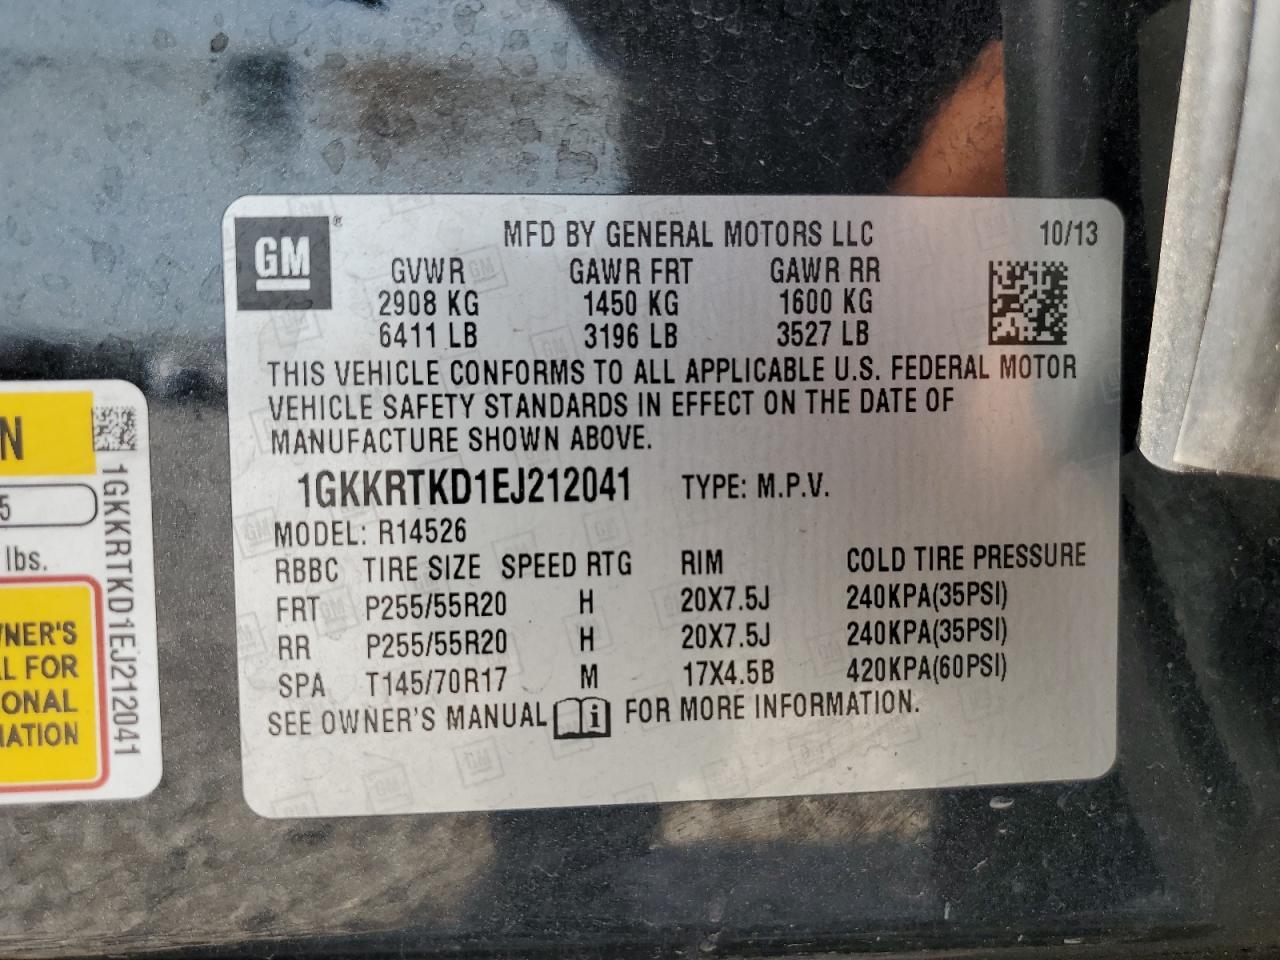 GM ®
MFD BY GENERAL MOTORS LLC 10/13
GVWR GAWR FRT GAWR RR
2908 KG 1450 KG 1600 KG
6411 LB 3196 LB 3527 LB
THIS VEHICLE CONFORMS TO ALL APPLICABLE U.S. FEDERAL MOTOR
VEHICLE SAFETY STANDARDS IN EFFECT ON THE DATE OF
MANUFACTURE SHOWN ABOVE.
1GKKRTKD1EJ212041 TYPE: M.P.V.
MODEL: R14526
RBBC TIRE SIZE SPEED RTG RIM COLD TIRE PRESSURE
FRT P255/55R20 H 20X7.5J 240KPA(35PSI)
RR P255/55R20 H 20X7.5J 240KPA(35PSI)
SPA T145/70R17 M 17X4.5B 420KPA(60PSI)
SEE OWNER'S MANUAL i FOR MORE INFORMATION.
N
5
lbs.
WNER'S
L FOR
IONAL
MATION
1GKKRTKD1EJ212041